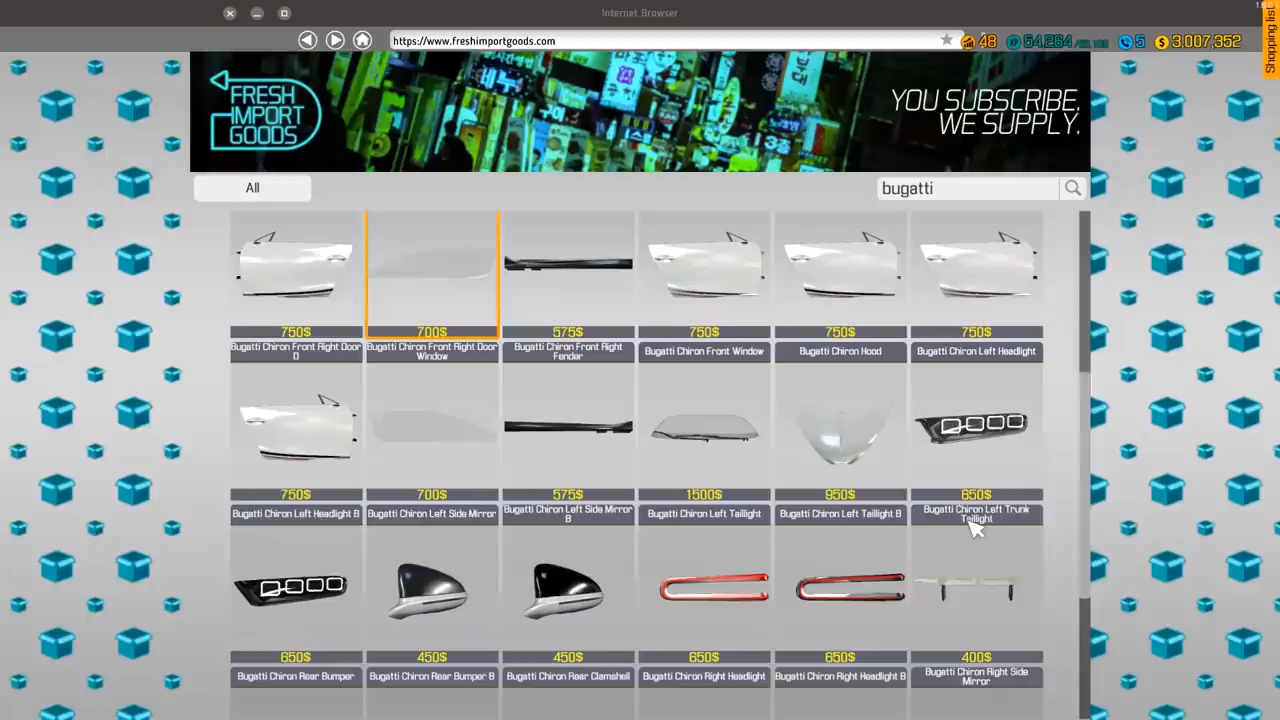 Internet Browser
https://www.freshimportgoods.com
48
5
3,007,352
Shopping list
FRESH
IMPORT
GOODS
YOU SUBSCRIBE.
WE SUPPLY.
All
bugatti
750$
700$
575$
750$
750$
750$
Bugatti Chiron Front Right Door
D
Bugatti Chiron Front Right Door
Window
Bugatti Chiron Front Right
Fender
Bugatti Chiron Front Window
Bugatti Chiron Hood
Bugatti Chiron Left Headlight
750$
700$
575$
1500$
950$
650$
Bugatti Chiron Left Headlight B
Bugatti Chiron Left Side Mirror
Bugatti Chiron Left Side Mirror
B
Bugatti Chiron Left Taillight
Bugatti Chiron Left Taillight B
Bugatti Chiron Left Trunk
Taillight
650$
450$
450$
650$
650$
400$
Bugatti Chiron Rear Bumper
Bugatti Chiron Rear Bumper B
Bugatti Chiron Rear Clamshell
Bugatti Chiron Right Headlight
Bugatti Chiron Right Headlight B
Bugatti Chiron Right Side
Mirror